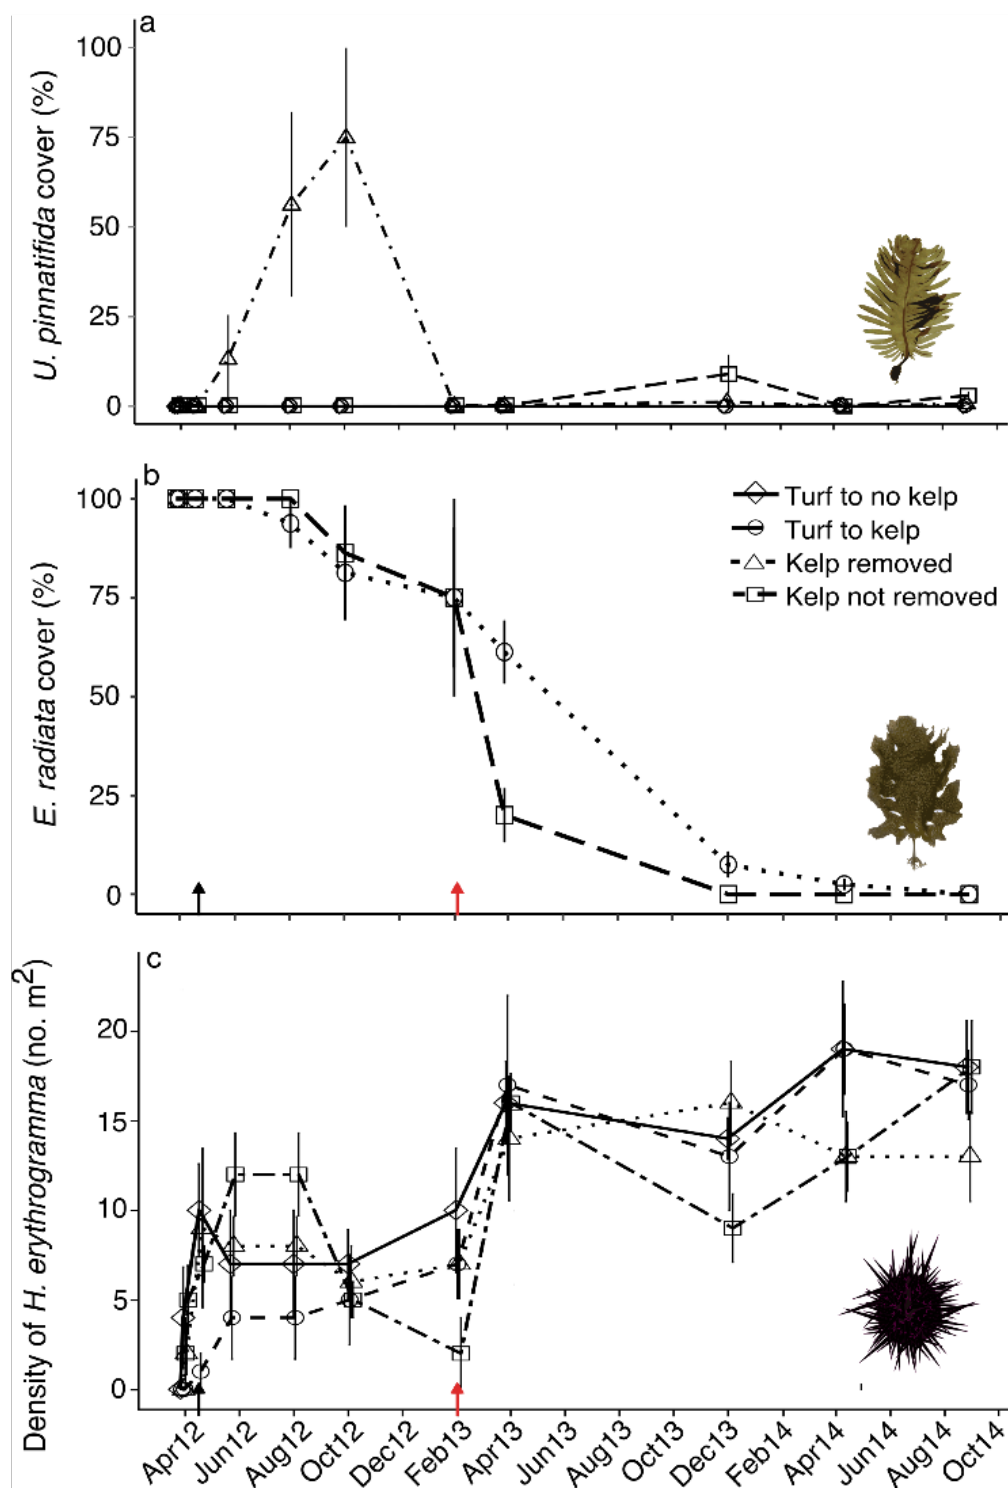 a
U. pinnatifida cover (%)
100
75
50
25
0
b
E. radiata cover (%)
100
75
50
25
0
Turf to no kelp
Turf to kelp
Kelp removed
Kelp not removed
c
Density of H. erythrogramma (no. m²)
20
15
10
5
0
Apr12
Jun12
Aug12
Oct12
Dec12
Feb13
Apr13
Jun13
Aug13
Oct13
Dec13
Feb14
Apr14
Jun14
Aug14
Oct14